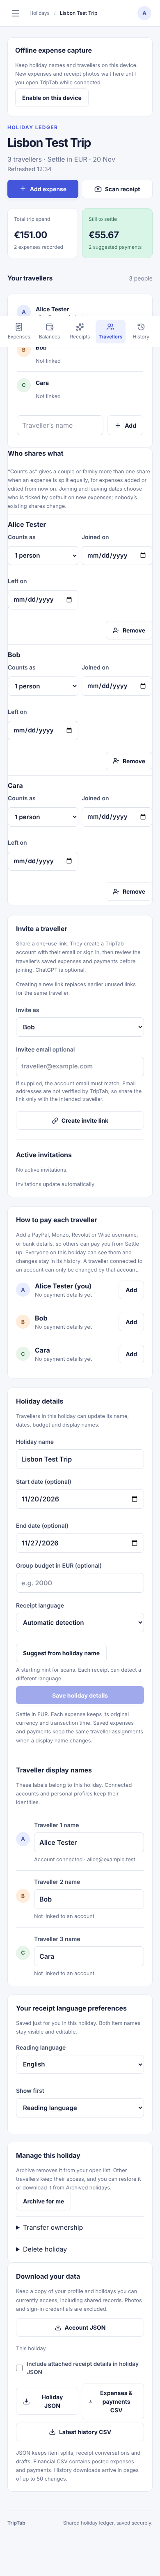 Holidays / Lisbon Test Trip
A
Offline expense capture
Keep holiday names and travellers on this device.
New expenses and receipt photos wait here until
you open TripTab while connected.
Enable on this device
HOLIDAY LEDGER
Lisbon Test Trip
3 travellers · Settle in EUR · 20 Nov
Refreshed 12:34
Add expense
Scan receipt
Total trip spend
€151.00
2 expenses recorded
Still to settle
€55.67
2 suggested payments
Your travellers
3 people
A
Alice Tester
Expenses
Balances
Receipts
Travellers
History
B
Bob
Not linked
C
Cara
Not linked
Traveller's name
Add
Who shares what
"Counts as" gives a couple or family more than one share
when an expense is split equally, for expenses added or
edited from now on. Joining and leaving dates choose
who is ticked by default on new expenses; nobody's
existing shares change.
Alice Tester
Counts as
Joined on
1 person
mm/dd/yyyy
Left on
mm/dd/yyyy
Remove
Bob
Counts as
Joined on
1 person
mm/dd/yyyy
Left on
mm/dd/yyyy
Remove
Cara
Counts as
Joined on
1 person
mm/dd/yyyy
Left on
mm/dd/yyyy
Remove
Invite a traveller
Share a one-use link. They create a TripTab
account with their email or sign in, then review the
traveller's saved details and payments before
joining. ChatGPT is optional.
Creating a new link replaces earlier unused links
for the same traveller.
Invite as
Bob
Invitee email optional
traveller@example.com
If supplied, the account email must match. Email
addresses are not verified by TripTab, so share the
link only with the intended traveller.
Create invite link
Active invitations
No active invitations.
Invitations update automatically.
How to pay each traveller
Add a PayPal, Monzo, Revolut or Wise username,
or bank details, so others can pay you from Settle
up. Everyone on this holiday can see them and
changes stay in its history. A traveller connected to
an account can only be changed by that account.
A
Alice Tester (you)
No payment details yet
Add
B
Bob
No payment details yet
Add
C
Cara
No payment details yet
Add
Holiday details
Travellers in this holiday can update its name,
dates, budget and display names.
Holiday name
Lisbon Test Trip
Start date (optional)
11/20/2026
End date (optional)
11/27/2026
Group budget in EUR (optional)
e.g. 2000
Receipt language
Automatic detection
Suggest from holiday name
A starting hint for scans. Each receipt can detect a
different language.
Save holiday details
Settle in EUR. Each expense keeps its original
currency and transaction time. Saved expenses
and payments keep the same traveller assignments
when a display name changes.
Traveller display names
These labels belong to this holiday. Connected
accounts and personal profiles keep their
identities.
A
Traveller 1 name
Alice Tester
Account connected · alice@example.test
B
Traveller 2 name
Bob
Not linked to an account
C
Traveller 3 name
Cara
Not linked to an account
Your receipt language preferences
Saved just for you in this holiday. Both item names
stay visible and editable.
Reading language
English
Show first
Reading language
Manage this holiday
Archive removes it from your open list. Other
travellers keep their access, and you can restore it
or download it from Archived holidays.
Archive for me
Transfer ownership
Delete holiday
Download your data
Keep a copy of your profile and holidays you can
currently access, including shared records. Photos
and sign-in credentials are excluded.
Account JSON
This holiday
Include attached receipt details in holiday
JSON
Holiday
JSON
Expenses &
payments
CSV
Latest history CSV
JSON keeps item splits, receipt conversations and
drafts. Financial CSV contains posted expenses
and payments. History downloads arrive in pages
of up to 50 changes.
TripTab
Shared holiday ledger, saved securely.